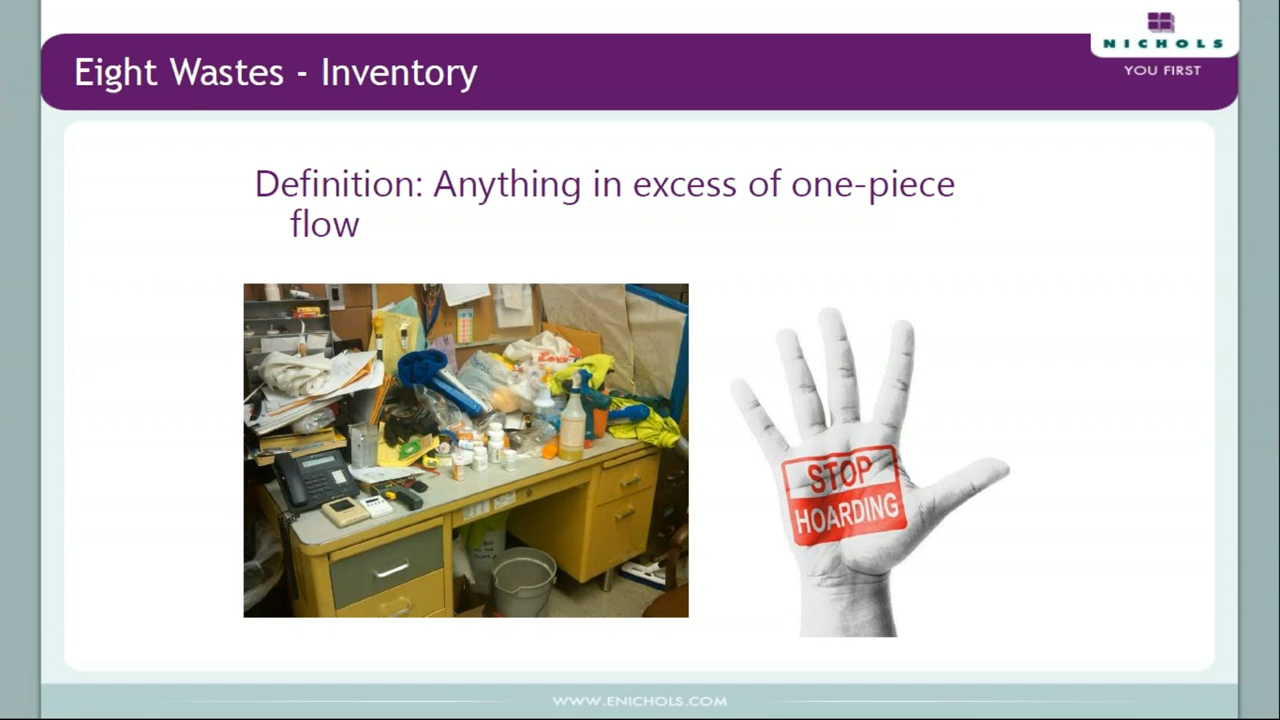 Eight Wastes - Inventory
NICHOLS
YOU FIRST
Definition: Anything in excess of one-piece
flow
STOP
HOARDING
WWW.ENICHOLS.COM